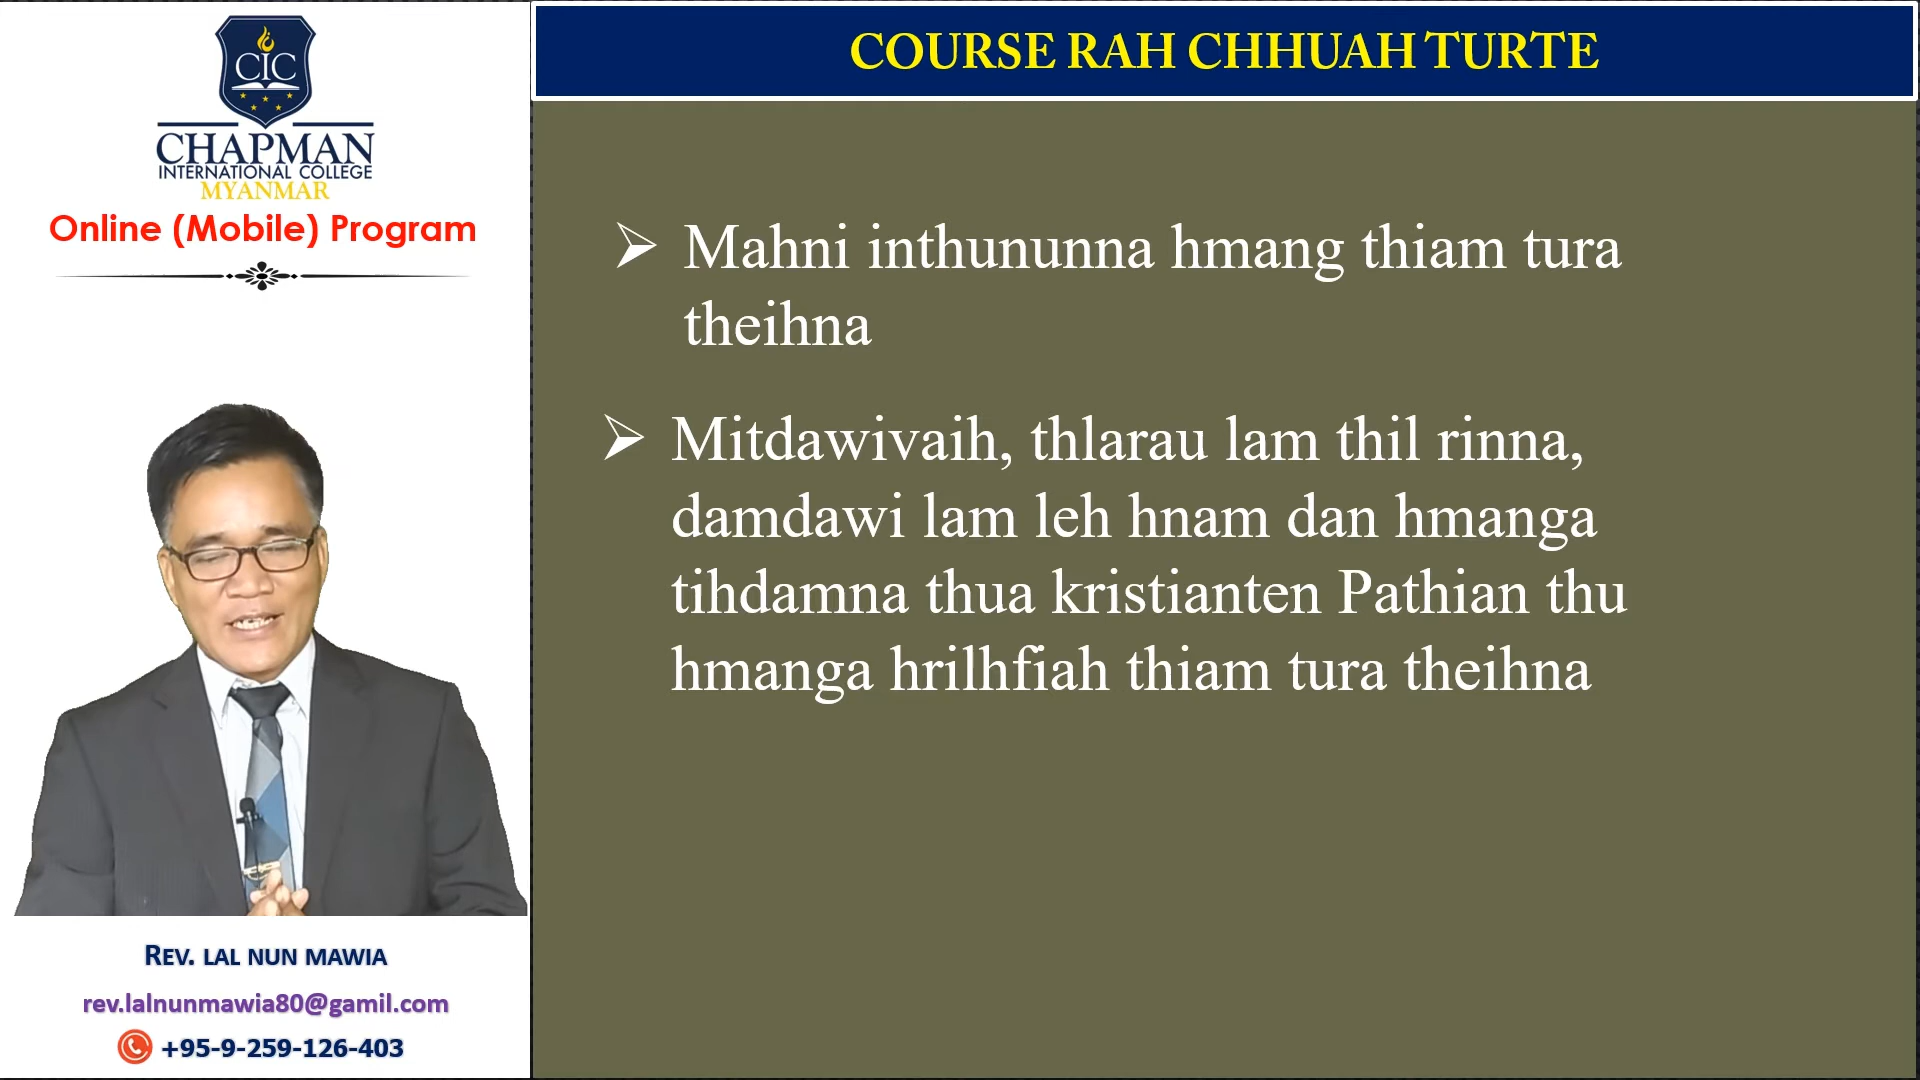 CIC
CHAPMAN
INTERNATIONAL COLLEGE
MYANMAR
Online (Mobile) Program
REV. LAL NUN MAWIA
rev.lalnunmawia80@gamil.com
+95-9-259-126-403
COURSE RAH CHHUAH TURTE
➢ Mahni inthununna hmang thiam tura
theihna
➢ Mitdawivaih, thlarau lam thil rinna,
damdawi lam leh hnam dan hmanga
tihdamna thua kristianten Pathian thu
hmanga hrilhfiah thiam tura theihna